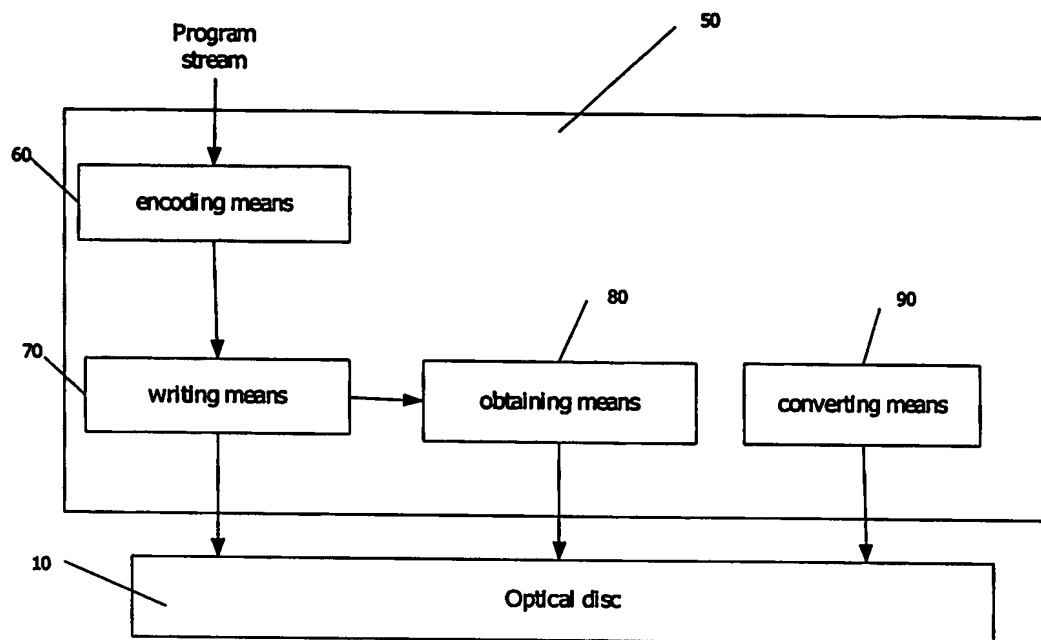 Program
stream
50
60
encoding means
80
90
70
writing means
obtaining means
converting means
10
Optical disc